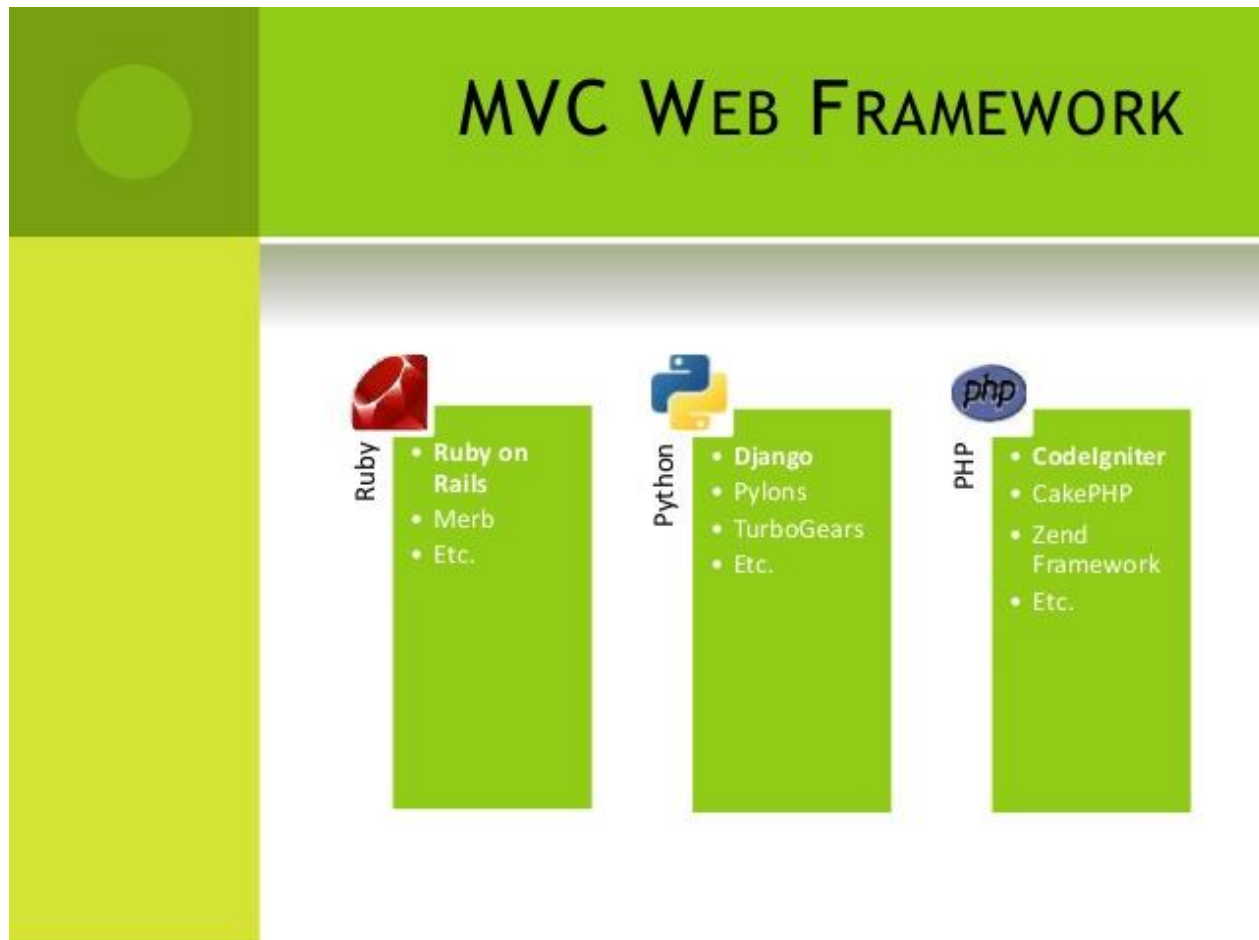 MVC WEB FRAMEWORK
Ruby
• Ruby on
Rails
• Merb
• Etc.
Python
• Django
• Pylons
• TurboGears
• Etc.
php
PHP
• CodeIgniter
• CakePHP
• Zend
Framework
• Etc.